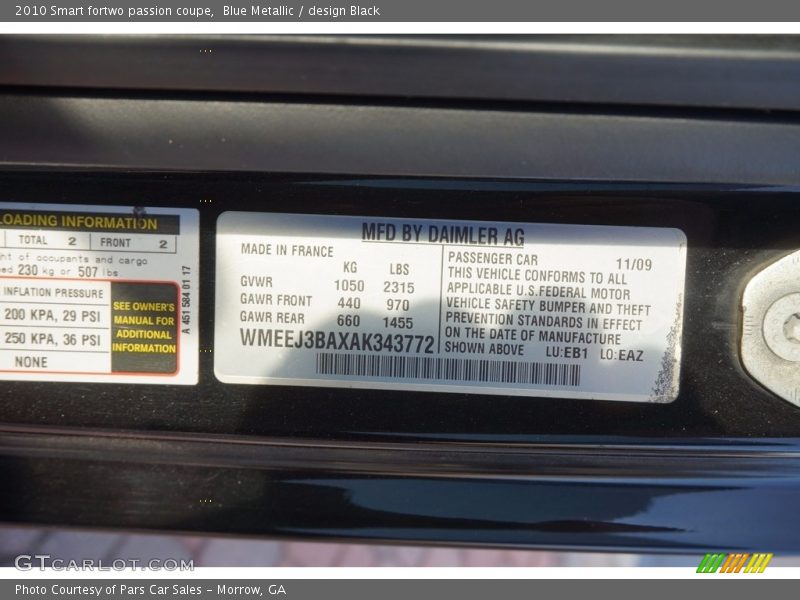 2010 Smart fortwo passion coupe,  Blue Metallic / design Black
LOADING INFORMATION
TOTAL 2 FRONT 2
of occupants and cargo
230 kg or 507 lbs
INFLATION PRESSURE
200 KPA, 29 PSI
250 KPA, 36 PSI
NONE
SEE OWNER'S
MANUAL FOR
ADDITIONAL
INFORMATION
A 451 584 01 17
MFD BY DAIMLER AG
MADE IN FRANCE
KG LBS
GVWR 1050 2315
GAWR FRONT 440 970
GAWR REAR 660 1455
WMEEJ3BAXAK343772
PASSENGER CAR 11/09
THIS VEHICLE CONFORMS TO ALL
APPLICABLE U.S.FEDERAL MOTOR
VEHICLE SAFETY BUMPER AND THEFT
PREVENTION STANDARDS IN EFFECT
ON THE DATE OF MANUFACTURE
SHOWN ABOVE LU:EB1 LO:EAZ
GTCARLOT.COM
Photo Courtesy of Pars Car Sales - Morrow, GA